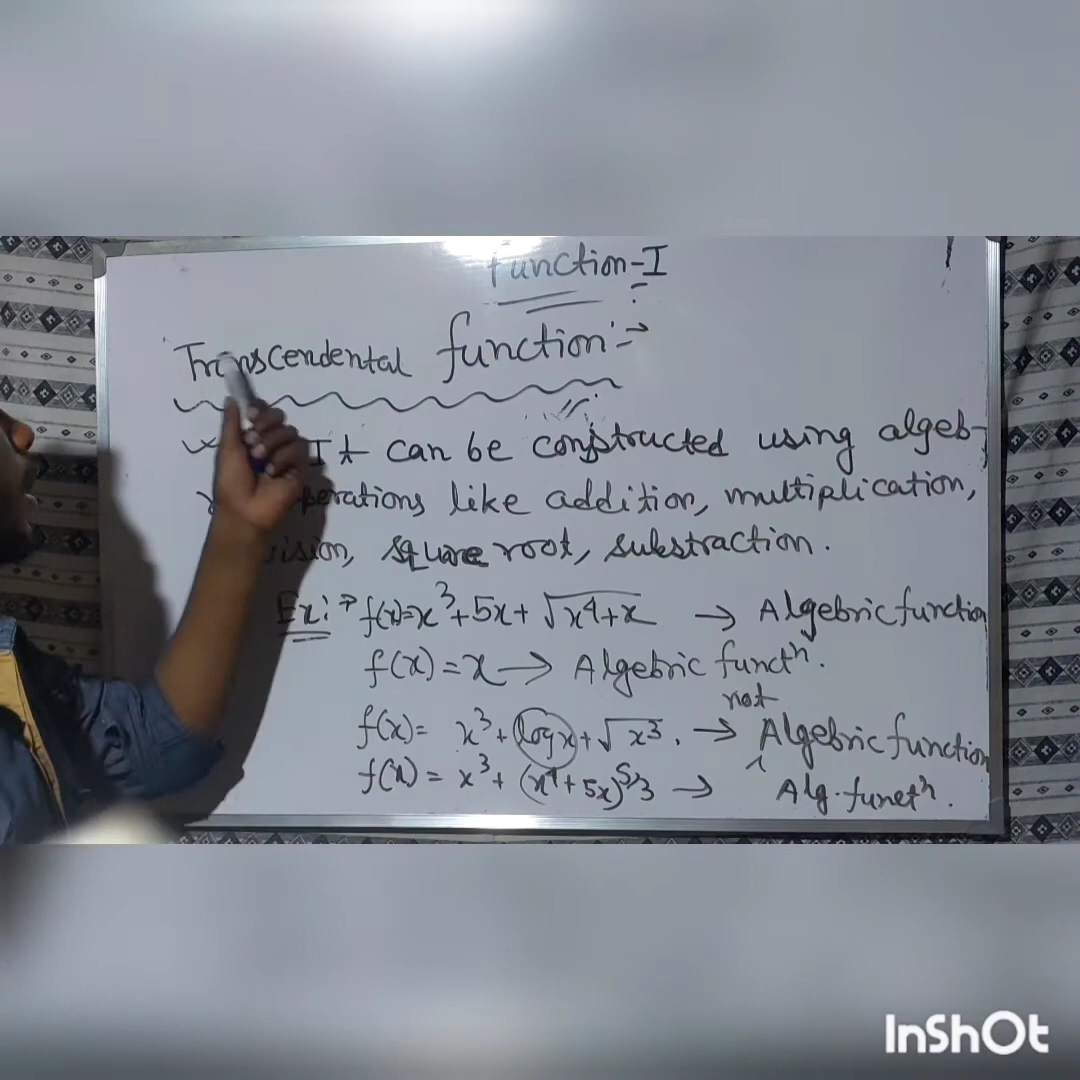 function-I
Transcendental function:→
It can be constructed using algeb-
operations like addition, multiplication,
square root, substraction.
Ex:→ f(x)=x³+5x+√x⁴+x → Algebric function
f(x)=x → Algebric functⁿ.
not
f(x)= x³+logx+√x³. → Algebric function
f(x) = x³ + (x⁴+5x)^5/3 → Alg. functⁿ.
InShOt